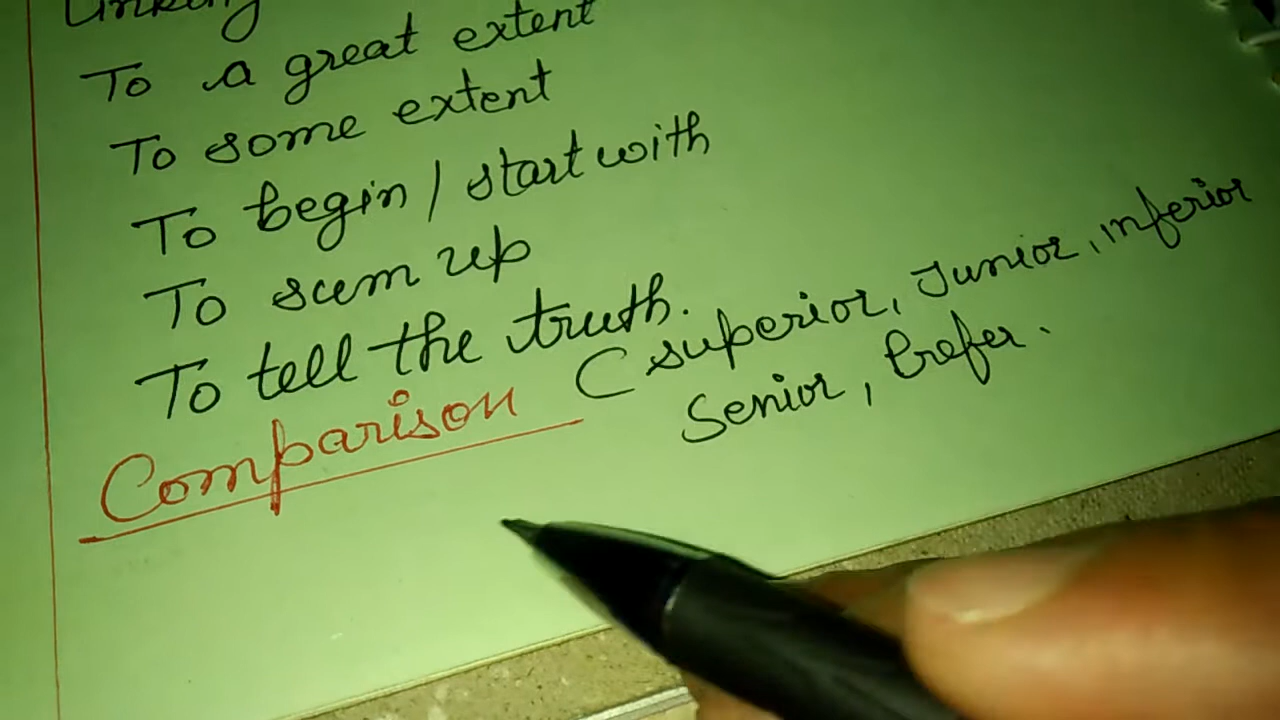 Linking
To a great extent
To some extent
To begin / start with
To sum up
To tell the truth.
Comparison (superior, Junior, inferior
Senior, Prefer.